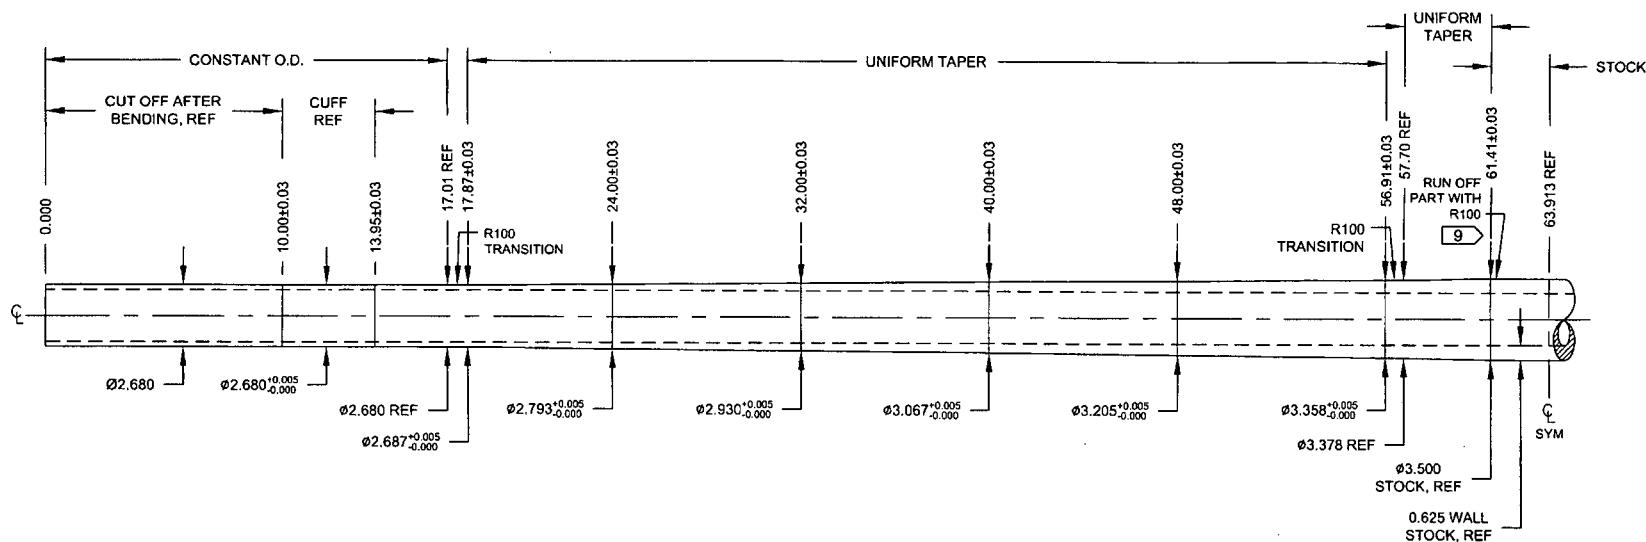 UNIFORM
TAPER
CONSTANT O.D.
UNIFORM TAPER
STOCK
CUT OFF AFTER
BENDING, REF
CUFF
REF
0.000
10.00±0.03
13.95±0.03
17.01 REF
17.87±0.03
24.00±0.03
32.00±0.03
40.00±0.03
48.00±0.03
56.91±0.03
57.70 REF
61.41±0.03
63.913 REF
R100
TRANSITION
R100
TRANSITION
RUN OFF
PART WITH
R100
9
℄
Ø2.680
Ø2.680+0.005
-0.000
Ø2.680 REF
Ø2.687+0.005
-0.000
Ø2.793+0.005
-0.000
Ø2.930+0.005
-0.000
Ø3.067+0.005
-0.000
Ø3.205+0.005
-0.000
Ø3.358+0.005
-0.000
Ø3.378 REF
Ø3.500
STOCK, REF
0.625 WALL
STOCK, REF
℄
SYM